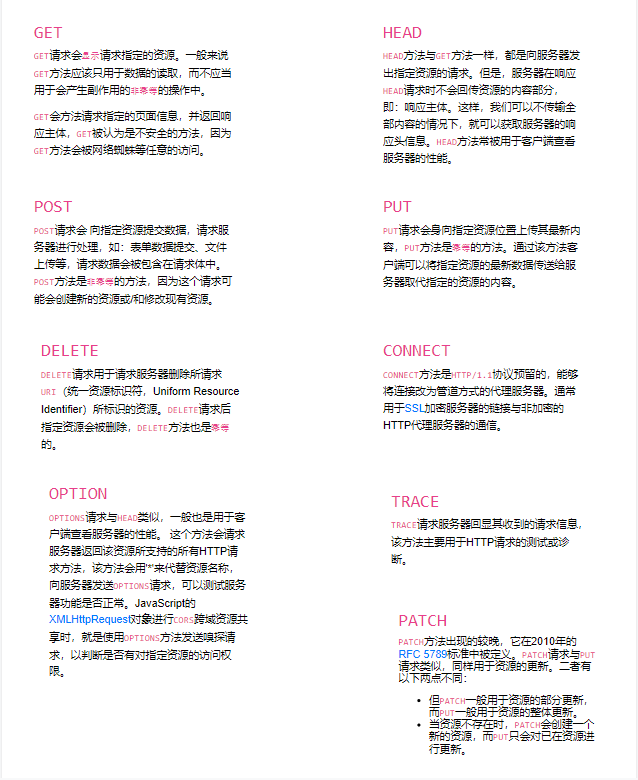 GET
GET请求会显示请求指定的资源。一般来说
GET方法应该只用于数据的读取，而不应当
用于会产生副作用的非幂等的操作中。
GET会方法请求指定的页面信息，并返回响
应主体，GET被认为是不安全的方法，因为
GET方法会被网络蜘蛛等任意的访问。
HEAD
HEAD方法与GET方法一样，都是向服务器发
出指定资源的请求。但是，服务器在响应
HEAD请求时不会回传资源的内容部分，
即：响应主体。这样，我们可以不传输全
部内容的情况下，就可以获取服务器的响
应头信息。HEAD方法常被用于客户端查看
服务器的性能。
POST
POST请求会 向指定资源提交数据，请求服
务器进行处理，如：表单数据提交、文件
上传等，请求数据会被包含在请求体中。
POST方法是非幂等的方法，因为这个请求可
能会创建新的资源或/和修改现有资源。
PUT
PUT请求会身向指定资源位置上传其最新内
容，PUT方法是幂等的方法。通过该方法客
户端可以将指定资源的最新数据传送给服
务器取代指定的资源的内容。
DELETE
DELETE请求用于请求服务器删除所请求
URI（统一资源标识符，Uniform Resource
Identifier）所标识的资源。DELETE请求后
指定资源会被删除，DELETE方法也是幂等
的。
CONNECT
CONNECT方法是HTTP/1.1协议预留的，能够
将连接改为管道方式的代理服务器。通常
用于SSL加密服务器的链接与非加密的
HTTP代理服务器的通信。
OPTION
OPTIONS请求与HEAD类似，一般也是用于客
户端查看服务器的性能。 这个方法会请求
服务器返回该资源所支持的所有HTTP请
求方法，该方法会用'*'来代替资源名称，
向服务器发送OPTIONS请求，可以测试服务
器功能是否正常。JavaScript的
XMLHttpRequest对象进行CORS跨域资源共
享时，就是使用OPTIONS方法发送嗅探请
求，以判断是否有对指定资源的访问权
限。
TRACE
TRACE请求服务器回显其收到的请求信息，
该方法主要用于HTTP请求的测试或诊
断。
PATCH
PATCH方法出现的较晚，它在2010年的
RFC 5789标准中被定义。PATCH请求与PUT
请求类似，同样用于资源的更新。二者有
以下两点不同：
• 但PATCH一般用于资源的部分更新，
而PUT一般用于资源的整体更新。
• 当资源不存在时，PATCH会创建一个
新的资源，而PUT只会对已在资源进
行更新。